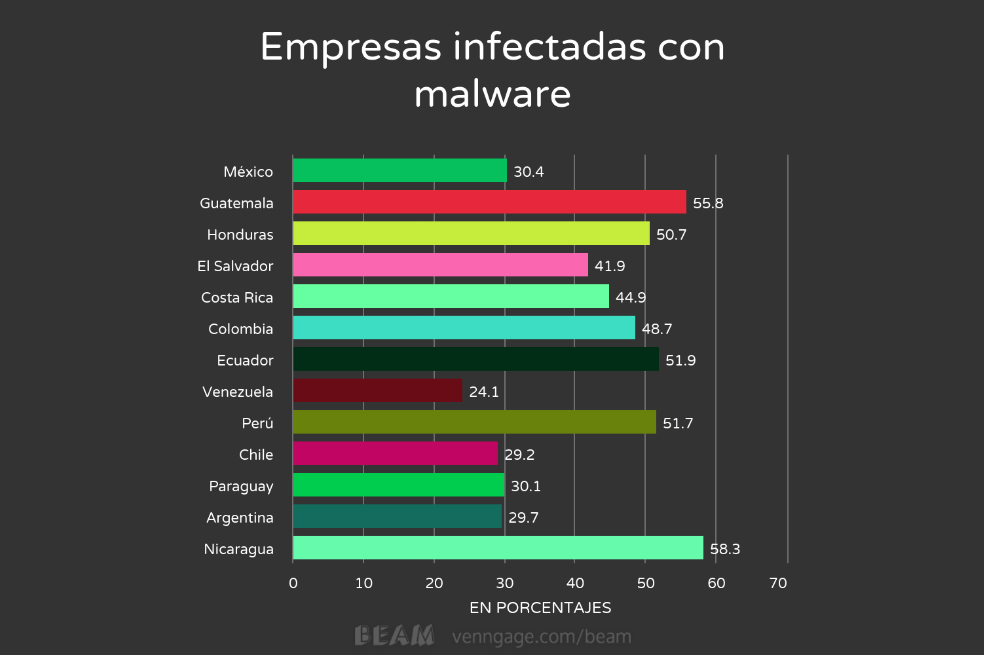 Empresas infectadas con
malware
México 30.4
Guatemala 55.8
Honduras 50.7
El Salvador 41.9
Costa Rica 44.9
Colombia 48.7
Ecuador 51.9
Venezuela 24.1
Perú 51.7
Chile 29.2
Paraguay 30.1
Argentina 29.7
Nicaragua 58.3
0 10 20 30 40 50 60 70
EN PORCENTAJES
BEAM venngage.com/beam